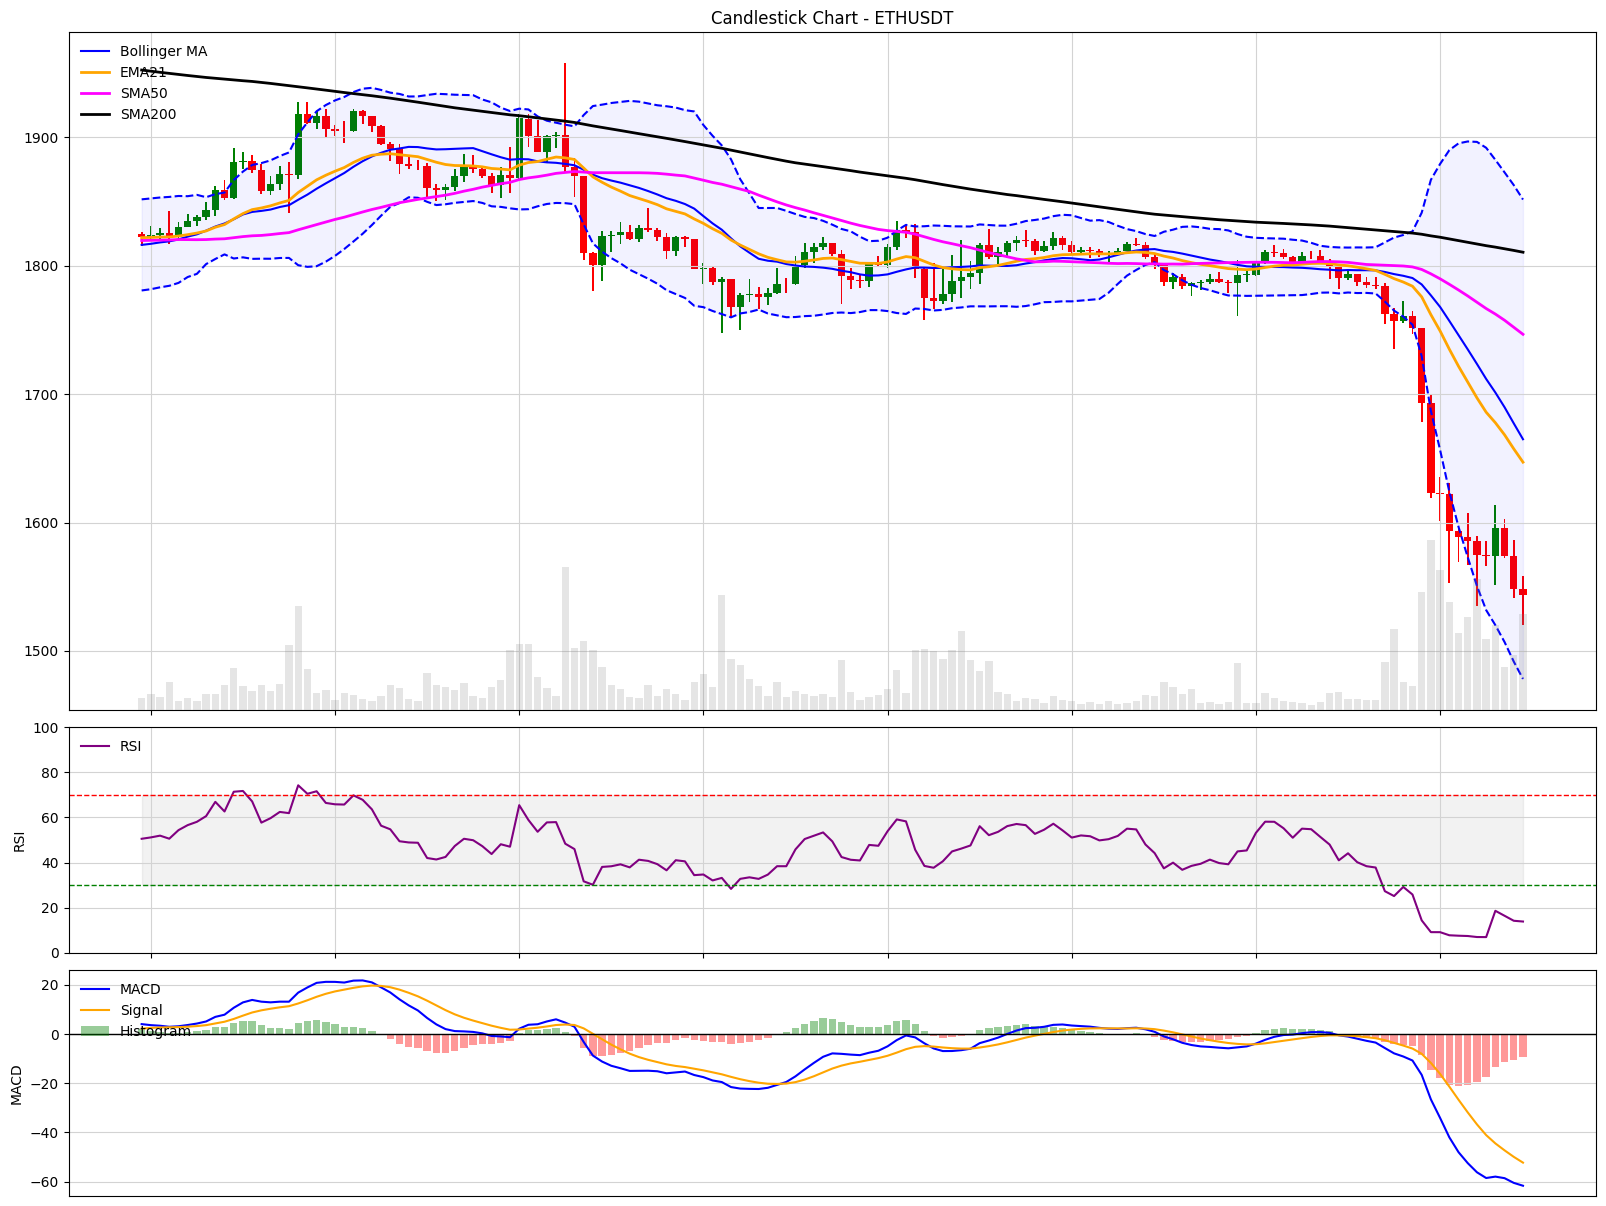 Candlestick Chart - ETHUSDT
Bollinger MA
EMA21
SMA50
SMA200
1900
1800
1700
1600
1500
RSI
100
80
60
40
20
0
RSI
MACD
Signal
Histogram
20
0
−20
−40
−60
MACD